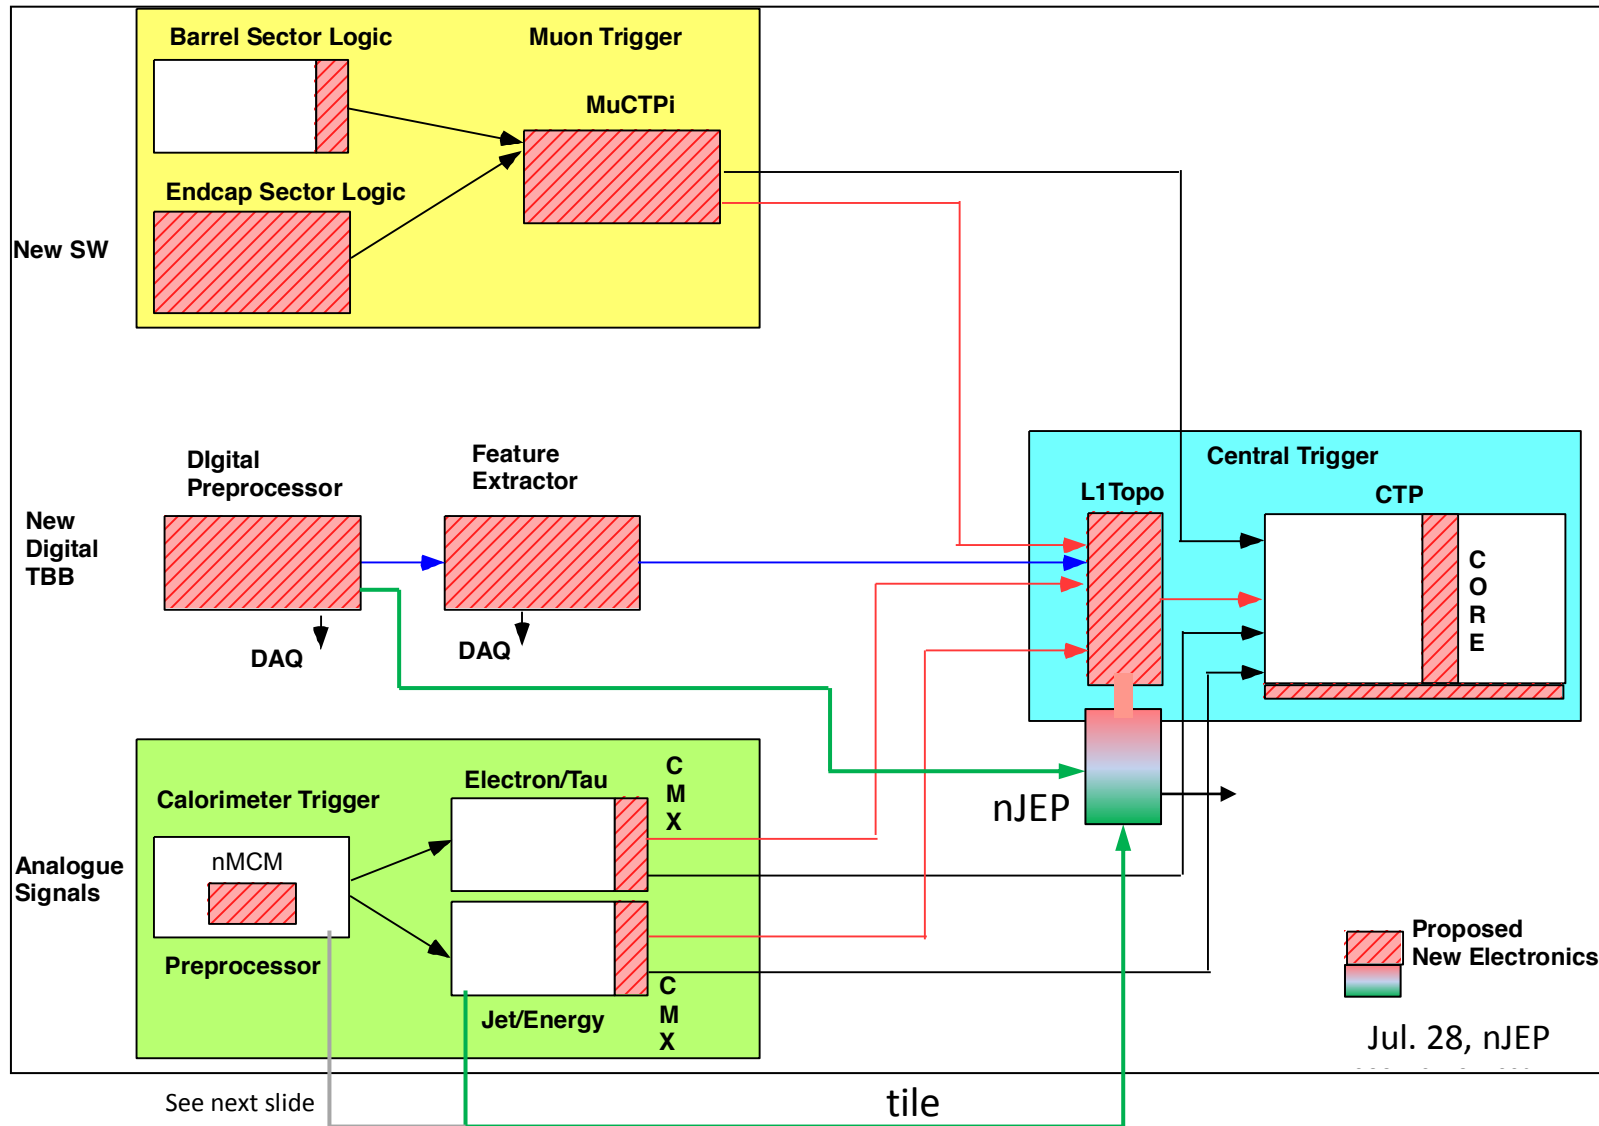 Barrel Sector Logic
Muon Trigger
MuCTPi
Endcap Sector Logic
New SW
DIgital
Preprocessor
Feature
Extractor
New
Digital
TBB
DAQ
DAQ
Central Trigger
L1Topo
CTP
C
O
R
E
nJEP
Calorimeter Trigger
Electron/Tau
C
M
X
nMCM
Analogue
Signals
Preprocessor
Jet/Energy
C
M
X
Proposed
New Electronics
Jul. 28, nJEP
See next slide
tile